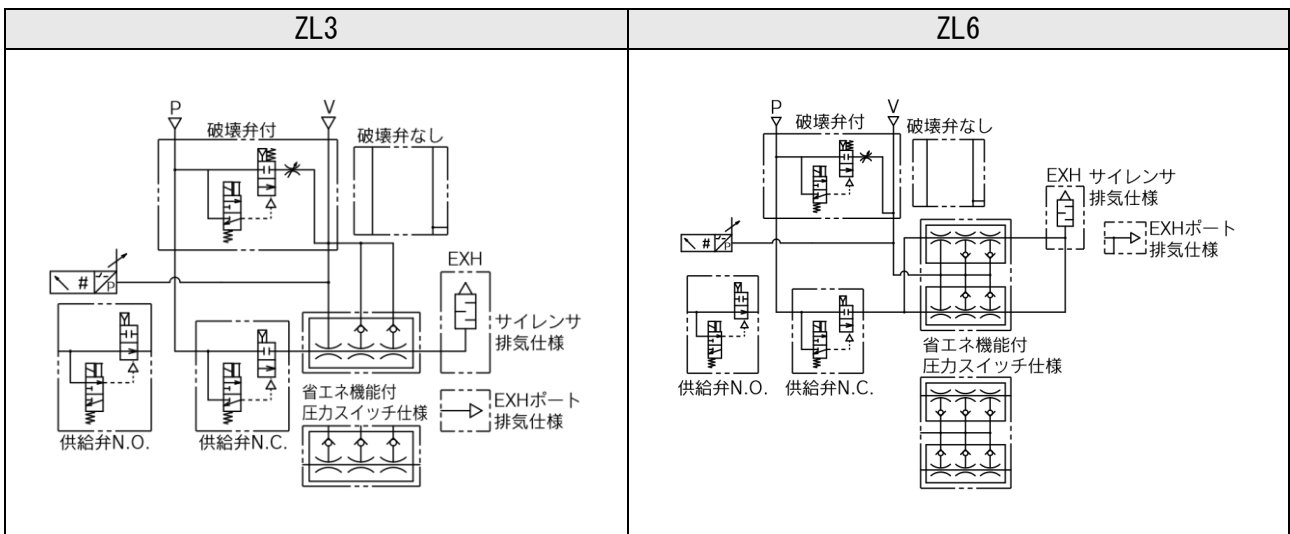 ZL3
ZL6
P
V
破壊弁付
破壊弁なし
#
P
EXH
サイレンサ
排気仕様
省エネ機能付
圧力スイッチ仕様
EXHポート
排気仕様
供給弁N.O.
供給弁N.C.
P
V
破壊弁付
破壊弁なし
EXH サイレンサ
排気仕様
EXHポート
排気仕様
#
P
省エネ機能付
圧力スイッチ仕様
供給弁N.O.
供給弁N.C.